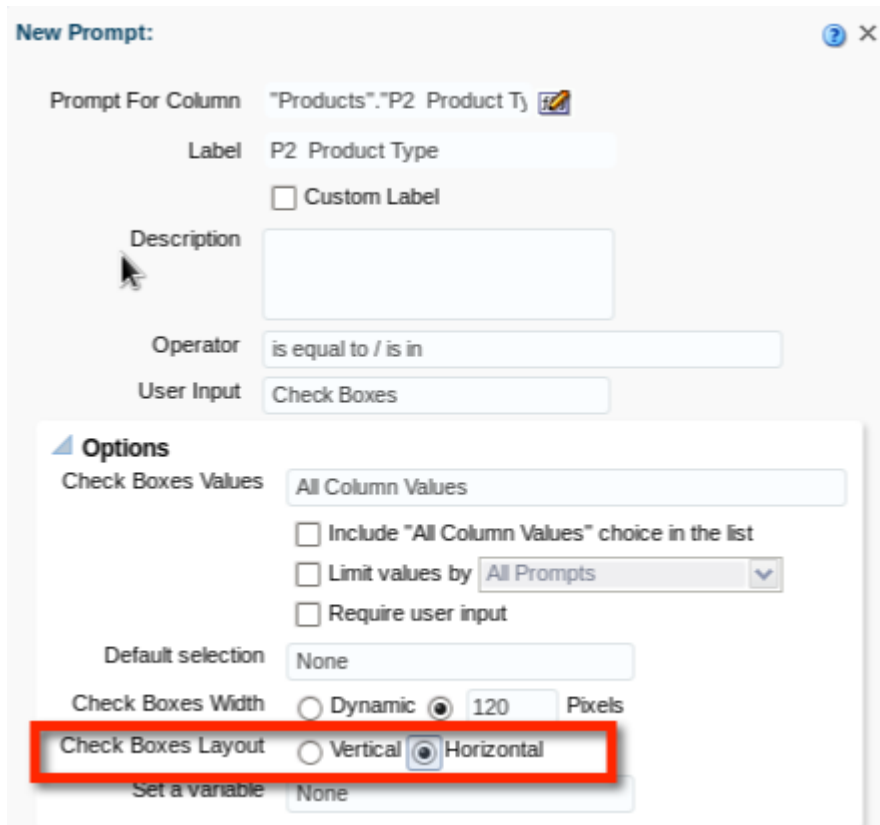 New Prompt:
Prompt For Column "Products"."P2 Product Ty
Label P2 Product Type
Custom Label
Description
Operator is equal to / is in
User Input Check Boxes
Options
Check Boxes Values All Column Values
Include "All Column Values" choice in the list
Limit values by All Prompts
Require user input
Default selection None
Check Boxes Width Dynamic 120 Pixels
Check Boxes Layout Vertical Horizontal
Set a variable None